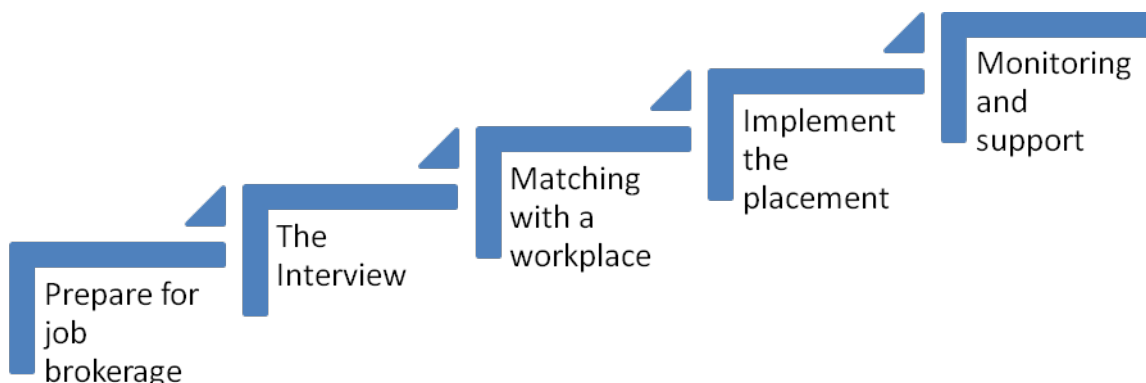 Prepare for
job
brokerage
The
Interview
Matching
with a
workplace
Implement
the
placement
Monitoring
and
support